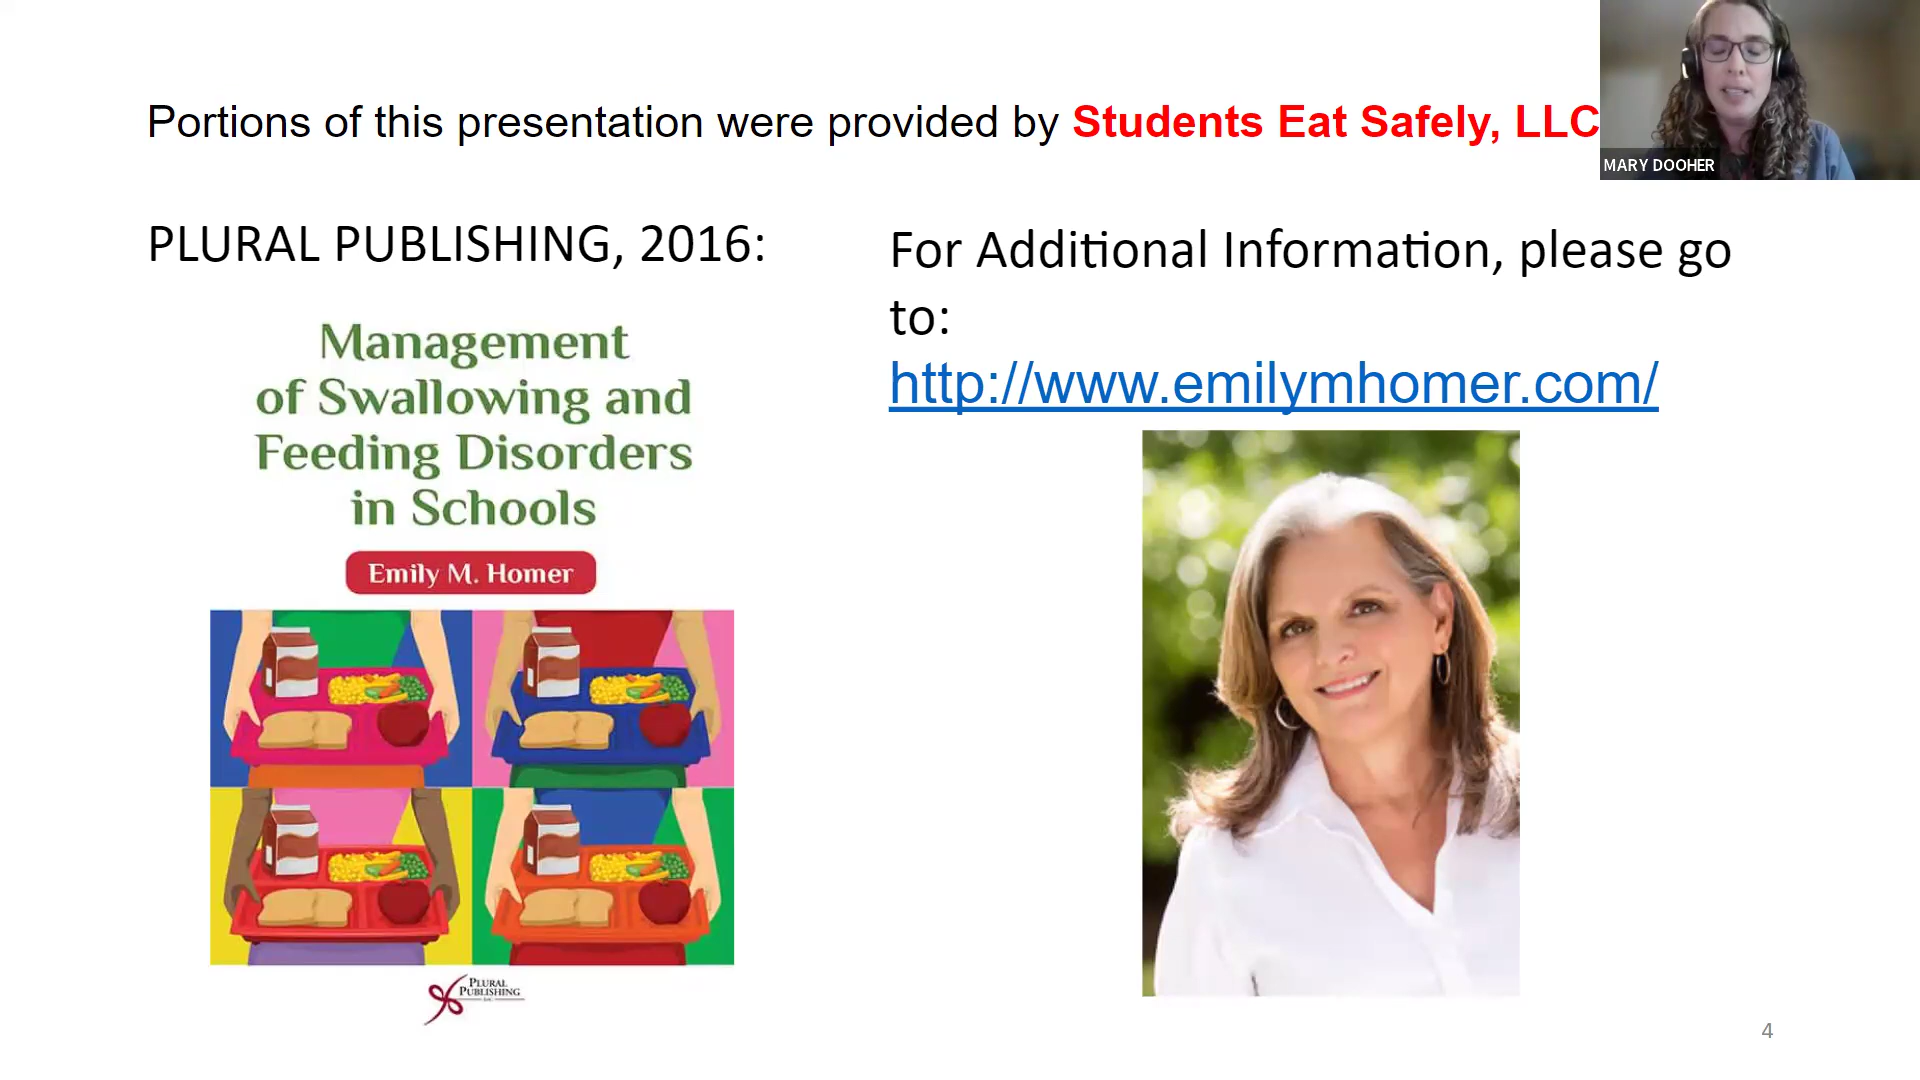 Portions of this presentation were provided by Students Eat Safely, LLC
MARY DOOHER
PLURAL PUBLISHING, 2016:
For Additional Information, please go
to:
http://www.emilymhomer.com/
Management
of Swallowing and
Feeding Disorders
in Schools
Emily M. Homer
PLURAL
PUBLISHING
4